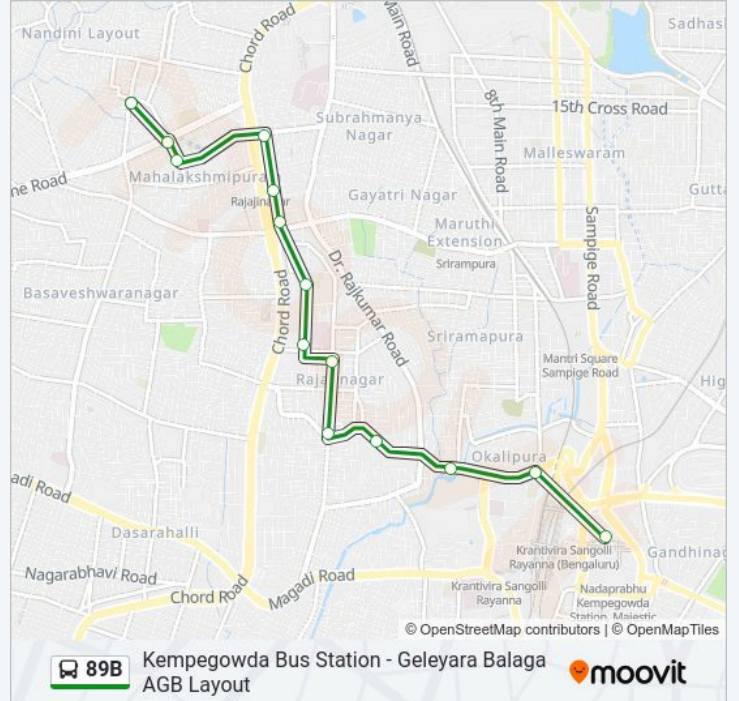 Nandini Layout
Chord Road
Main Road
Sadhas
8th Main Road
15th Cross Road
Subrahmanya
Nagar
Malleswaram
ne Road
Mahalakshmipura
Gayatri Nagar
Gutta
Rajajinagar
Maruthi
Extension
Srirampura
Sampige Road
Dr. Rajkumar Road
Basaveshwaranagar
Chord Road
Sriramapura
Mantri Square
Sampige Road
Rajajinagar
Hig
Okalipura
adi Road
Dasarahalli
Krantivira Sangolli
Rayanna (Bengaluru)
Gandhinag
Nagarabhavi Road
Chord Road
Magadi Road
Krantivira Sangolli
Rayanna
Nadaprabhu
Kempegowda
Station, Majestic
© OpenStreetMap contributors | © OpenMapTiles
89B
Kempegowda Bus Station - Geleyara Balaga
AGB Layout
moovit